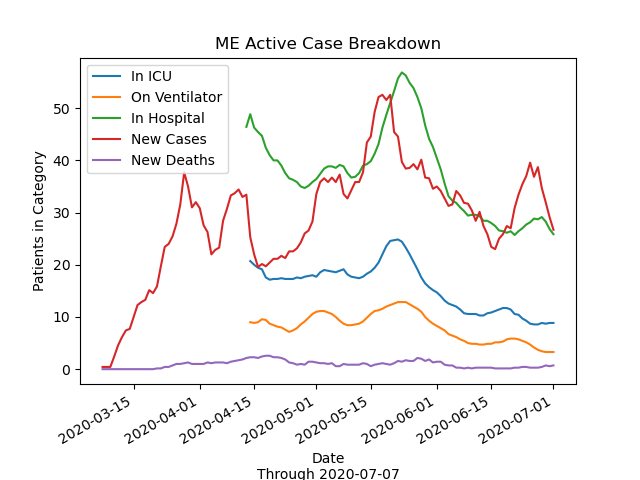 ME Active Case Breakdown
In ICU
On Ventilator
In Hospital
New Cases
New Deaths
Patients in Category
50
40
30
20
10
0
2020-03-15
2020-04-01
2020-04-15
2020-05-01
2020-05-15
2020-06-01
2020-06-15
2020-07-01
Date
Through 2020-07-07